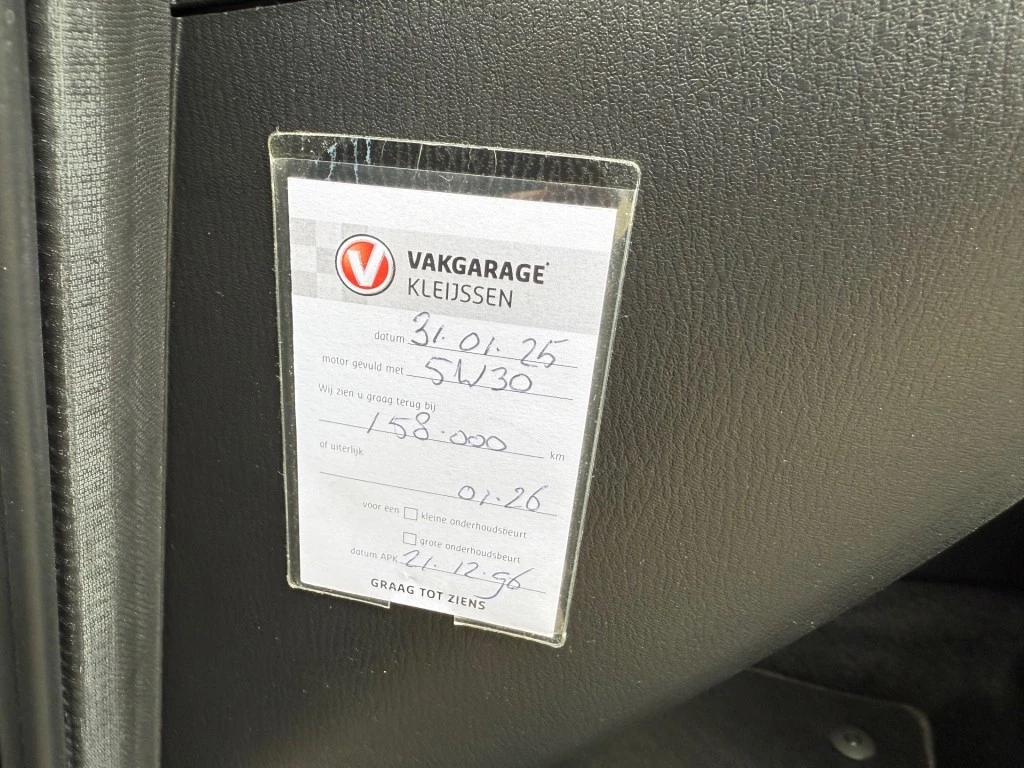 V VAKGARAGE
KLEIJSSEN
datum 31.01.25
motor gevuld met 5W30
Wij zien u graag terug bij
158.000 km
of uiterlijk
01.26
voor een kleine onderhoudsbeurt
grote onderhoudsbeurt
datum APK 21.12.96
GRAAG TOT ZIENS